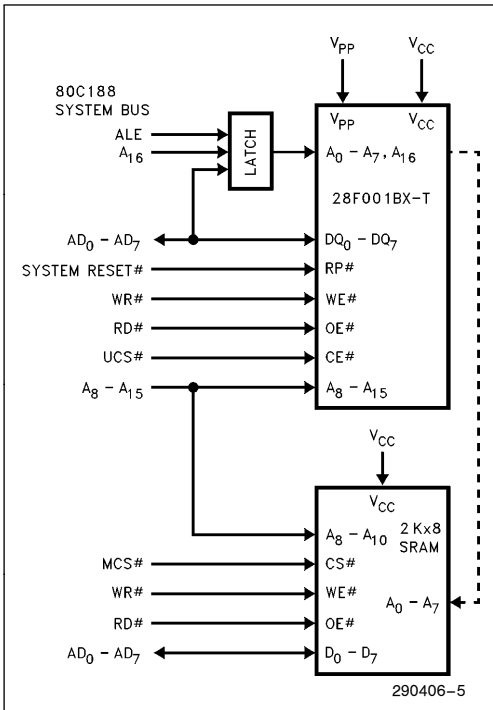 V_PP V_CC
80C188
SYSTEM BUS
ALE
A_16
LATCH
V_PP V_CC
A_0 – A_7 , A_16
28F001BX-T
AD_0 – AD_7
DQ_0 – DQ_7
SYSTEM RESET#
RP#
WR#
WE#
RD#
OE#
UCS#
CE#
A_8 – A_15
A_8 – A_15
V_CC
V_CC
A_8 – A_10
2 Kx8
SRAM
MCS#
CS#
WR#
WE#
A_0 – A_7
RD#
OE#
AD_0 – AD_7
D_0 – D_7
290406-5